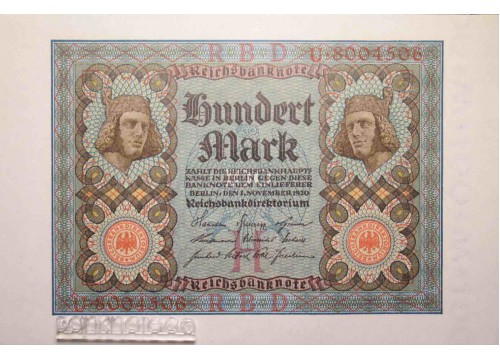 R B D U·8004506
Reichsbanknote
Hundert
Mark
ZAHLT DIE REICHSBANKHAUPT
KASSE IN BERLIN GEGEN DIESE
BANKNOTE DEM EINLIEFERER
BERLIN, DEN 1. NOVEMBER 1920
Reichsbankdirektorium
Reichsbanknote
U·8004506 R B D